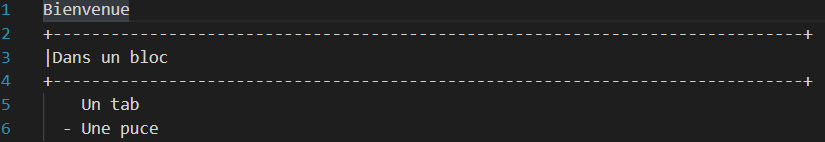 1 Bienvenue
2 +------------------------------------------------------------------------------+
3 |Dans un bloc
4 +------------------------------------------------------------------------------+
5     Un tab
6   - Une puce